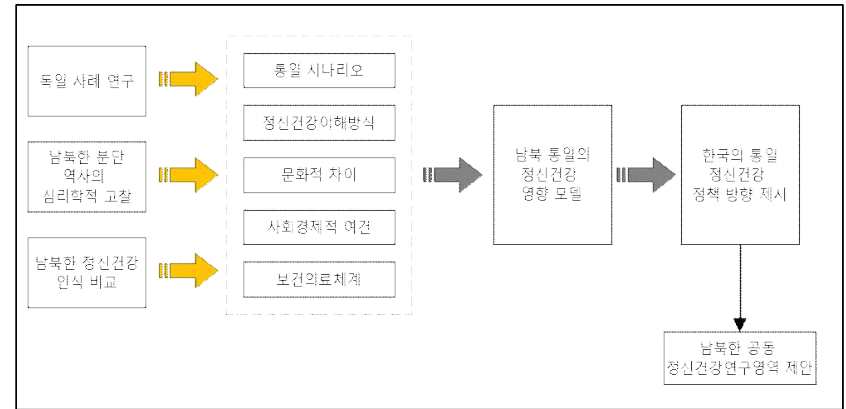 독일 사례 연구
남북한 분단
역사의
심리학적 고찰
남북한 정신건강
인식 비교
통일 시나리오
정신건강이해방식
문화적 차이
사회경제적 여건
보건의료체계
남북 통일의
정신건강
영향 모델
한국의 통일
정신건강
정책 방향 제시
남북한 공동
정신건강연구영역 제안